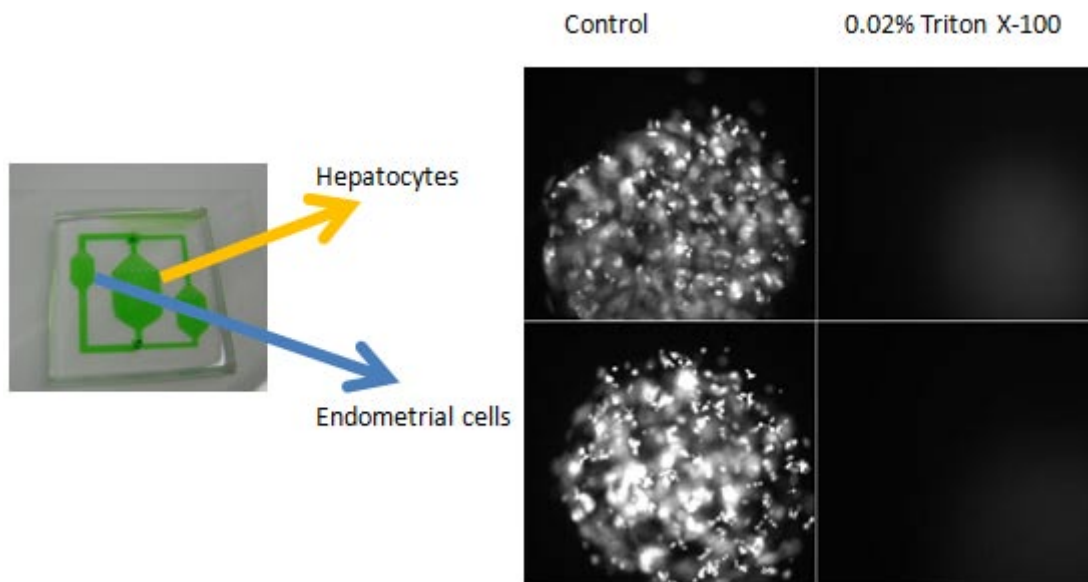 Control
0.02% Triton X-100
Hepatocytes
Endometrial cells